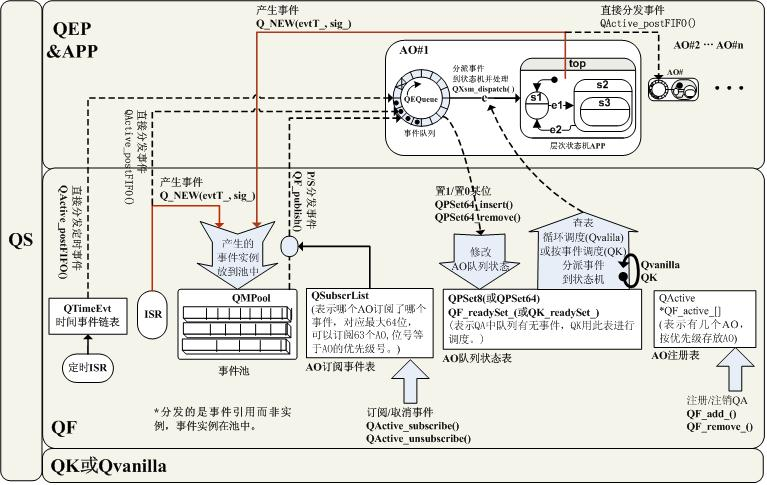 QS
QEP
&APP
产生事件
Q_NEW(evtT_, sig_)
直接分发事件
QActive_postFIFO()
AO#2 ··· AO#n
AO#
···
AO#1
QEQueue
事件队列
分派事件
到状态机并处理
QXsm_dispatch( )
c
top
s1
e1
e2
s2
s3
层次状态机APP
直接分发定时事件
QActive_postFIFO()
直接分发事件
QActive_postFIFO()
产生事件
Q_NEW(evtT_, sig_)
P/S分发事件
QF_publish()
置1/置0某位
QPSet64_insert()
QPSet64_remove()
产生的
事件实例
放到池中
修改
AO队列状态
查表
循环调度(Qvalila)
或按事件调度(QK)
分派事件
到状态机
Qvanilla
QK
QTimeEvt
时间事件链表
定时ISR
ISR
QMPool
事件池
QSubscrList
(表示哪个AO订阅了哪个
事件，对应最大64位，
可以订阅63个AO,位号等
于AO的优先级号。)
AO订阅事件表
QPSet8(或QPSet64)
QF_readySet_(或QK_readySet_)
(表示QA中队列有无事件，QK用此表进行
调度。)
AO队列状态表
QActive
*QF_active_[]
(表示有几个AO，
按优先级存放AO)
AO注册表
*分发的是事件引用而非实
例，事件实例在池中。
订阅/取消事件
QActive_subscribe()
QActive_unsubscribe()
注册/注销QA
QF_add_()
QF_remove_()
QF
QK或Qvanilla